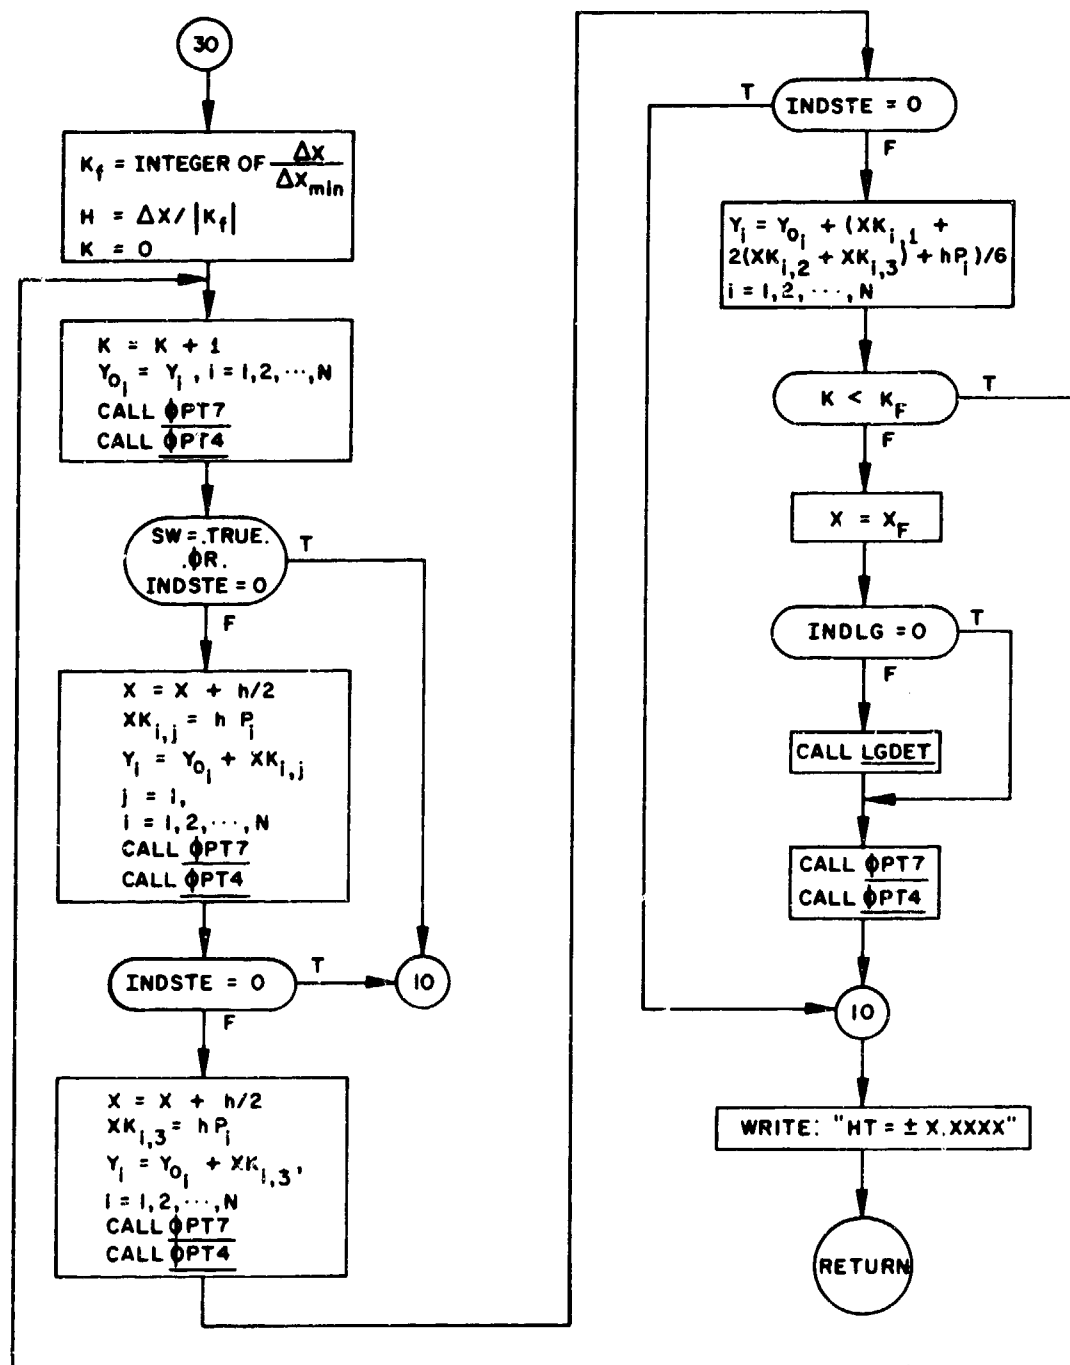 30
K_f = INTEGER OF ΔX / ΔX_min
H = ΔX / |K_f|
K = 0
K = K + 1
Y_0_i = Y_i, i = 1,2,···,N
CALL ϕPT7
CALL ϕPT4
SW = .TRUE.
.ϕR.
INDSTE = 0
T
F
X = X + h/2
XK_i,j = h P_i
Y_i = Y_0_i + XK_i,j
j = 1,
i = 1,2,···,N
CALL ϕPT7
CALL ϕPT4
INDSTE = 0
T
10
F
X = X + h/2
XK_i,3 = h P_i
Y_i = Y_0_i + XK_i,3,
i = 1,2,···,N
CALL ϕPT7
CALL ϕPT4
T
INDSTE = 0
F
Y_i = Y_0_i + (XK_i,1 +
2(XK_i,2 + XK_i,3) + hP_i)/6
i = 1,2,···,N
K < K_F
T
F
X = X_F
INDLG = 0
T
F
CALL LGDET
CALL ϕPT7
CALL ϕPT4
10
WRITE: "HT = ± X.XXXX"
RETURN